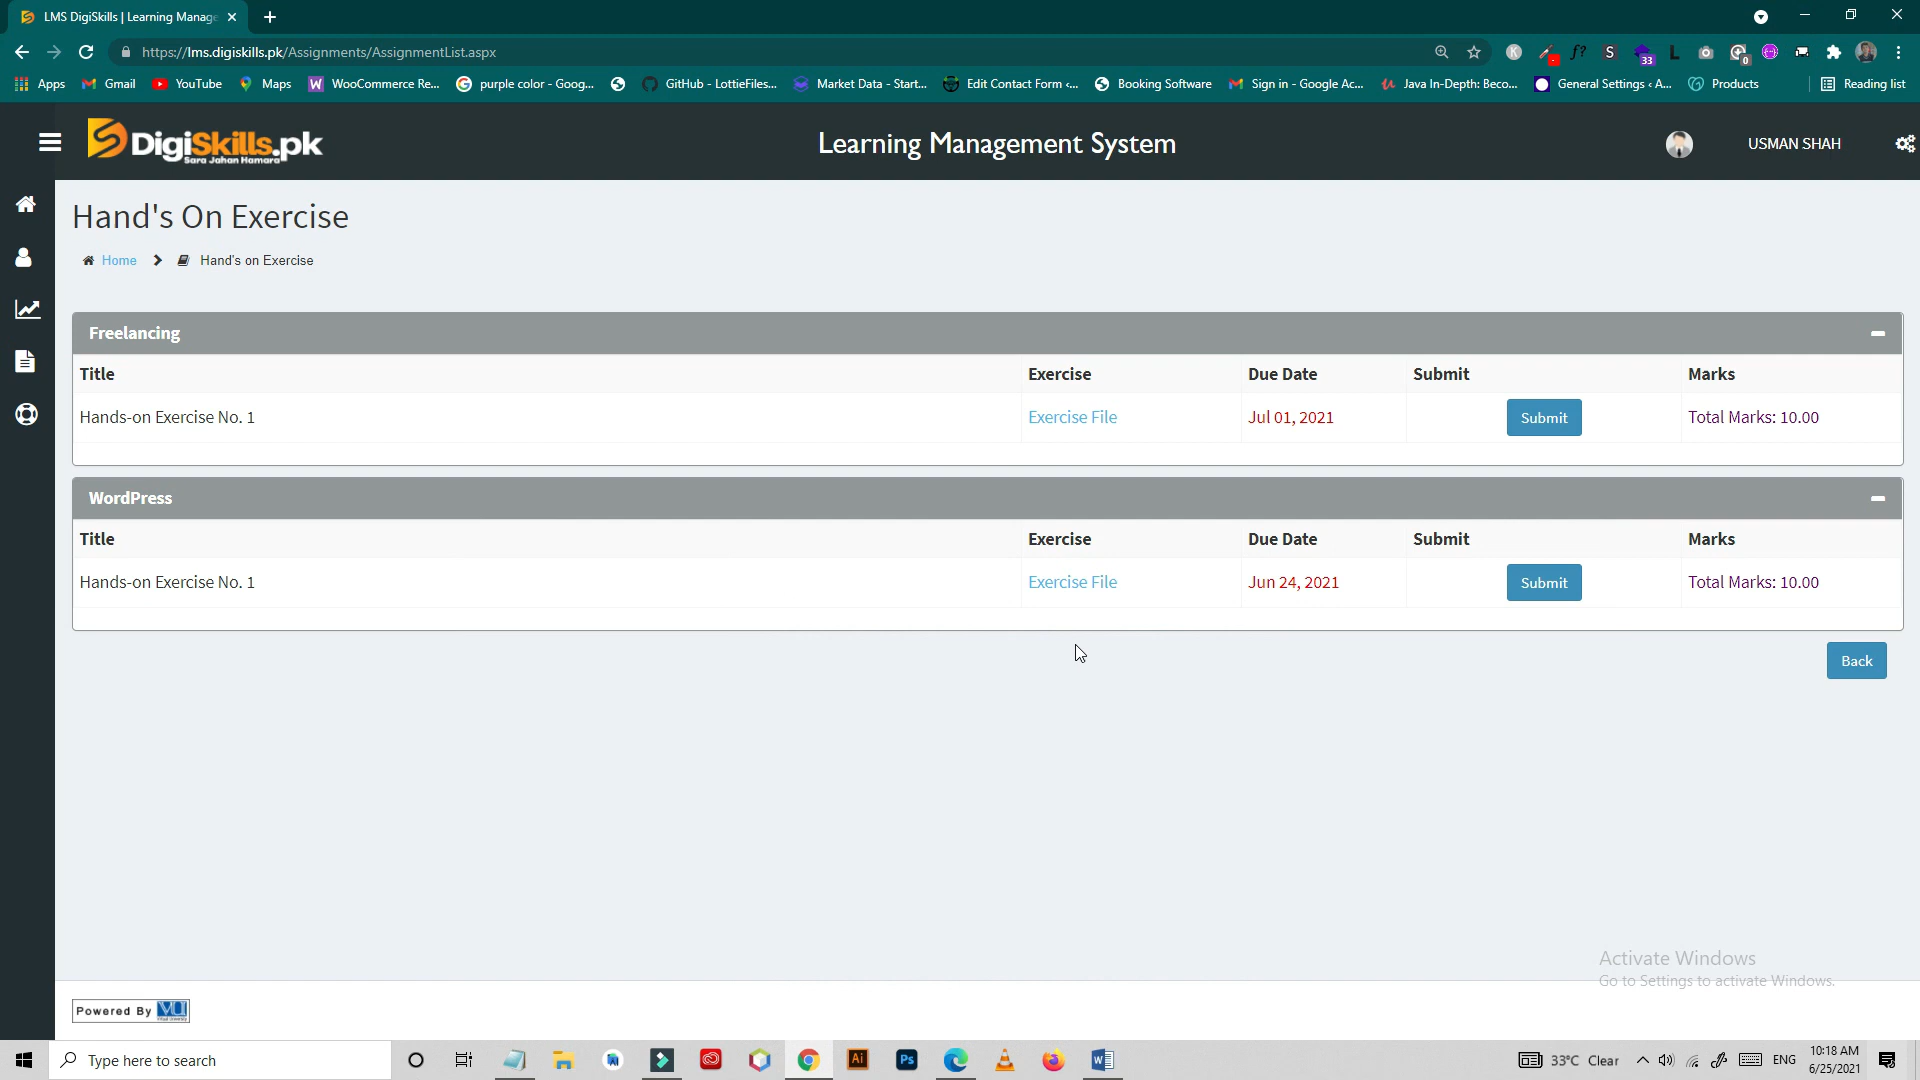 LMS DigiSkills | Learning Manage
https://lms.digiskills.pk/Assignments/AssignmentList.aspx
Apps Gmail YouTube Maps WooCommerce Re... purple color - Goog... GitHub - LottieFiles... Market Data - Start... Edit Contact Form <... Booking Software Sign in - Google Ac... Java In-Depth: Beco... General Settings < A... Products Reading list
DigiSkills.pk
Sara Jahan Hamara
Learning Management System
USMAN SHAH
Hand's On Exercise
Home Hand's on Exercise
Freelancing
Title Exercise Due Date Submit Marks
Hands-on Exercise No. 1 Exercise File Jul 01, 2021 Submit Total Marks: 10.00
WordPress
Title Exercise Due Date Submit Marks
Hands-on Exercise No. 1 Exercise File Jun 24, 2021 Submit Total Marks: 10.00
Back
Activate Windows
Go to Settings to activate Windows.
Powered By VU
Type here to search
33°C Clear
ENG
10:18 AM
6/25/2021